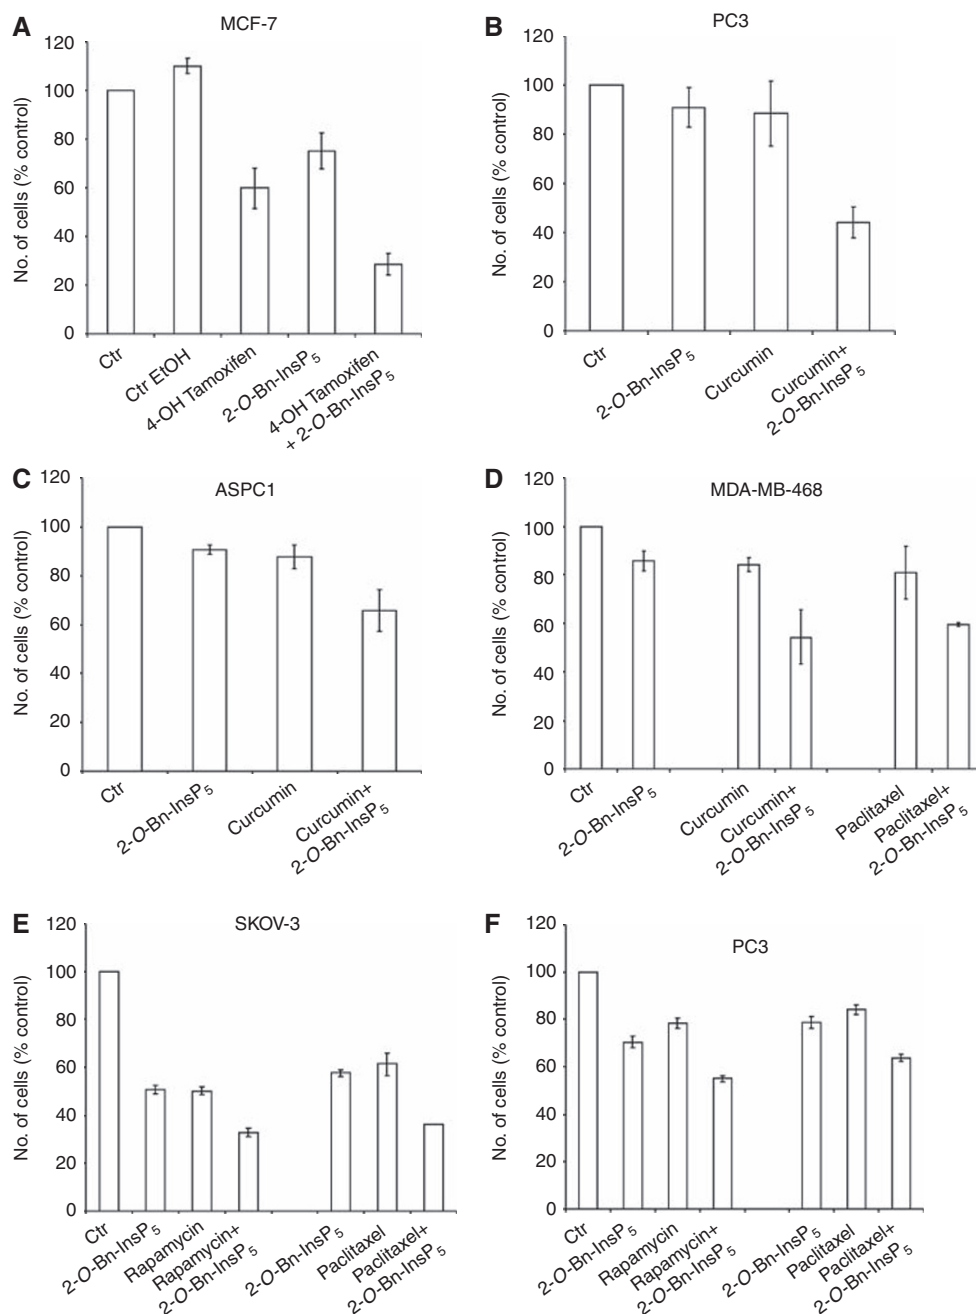 A
MCF-7
No. of cells (% control)
120
100
80
60
40
20
0
Ctr
Ctr EtOH
4-OH Tamoxifen
2-O-Bn-InsP5
4-OH Tamoxifen
+ 2-O-Bn-InsP5
B
PC3
No. of cells (% control)
120
100
80
60
40
20
0
Ctr
2-O-Bn-InsP5
Curcumin
Curcumin+
2-O-Bn-InsP5
C
ASPC1
No. of cells (% control)
120
100
80
60
40
20
0
Ctr
2-O-Bn-InsP5
Curcumin
Curcumin+
2-O-Bn-InsP5
D
MDA-MB-468
No. of cells (% control)
120
100
80
60
40
20
0
Ctr
2-O-Bn-InsP5
Curcumin
Curcumin+
2-O-Bn-InsP5
Paclitaxel
Paclitaxel+
2-O-Bn-InsP5
E
SKOV-3
No. of cells (% control)
120
100
80
60
40
20
0
Ctr
2-O-Bn-InsP5
Rapamycin
Rapamycin+
2-O-Bn-InsP5
2-O-Bn-InsP5
Paclitaxel
Paclitaxel+
2-O-Bn-InsP5
F
PC3
No. of cells (% control)
120
100
80
60
40
20
0
Ctr
2-O-Bn-InsP5
Rapamycin
Rapamycin+
2-O-Bn-InsP5
2-O-Bn-InsP5
Paclitaxel
Paclitaxel+
2-O-Bn-InsP5